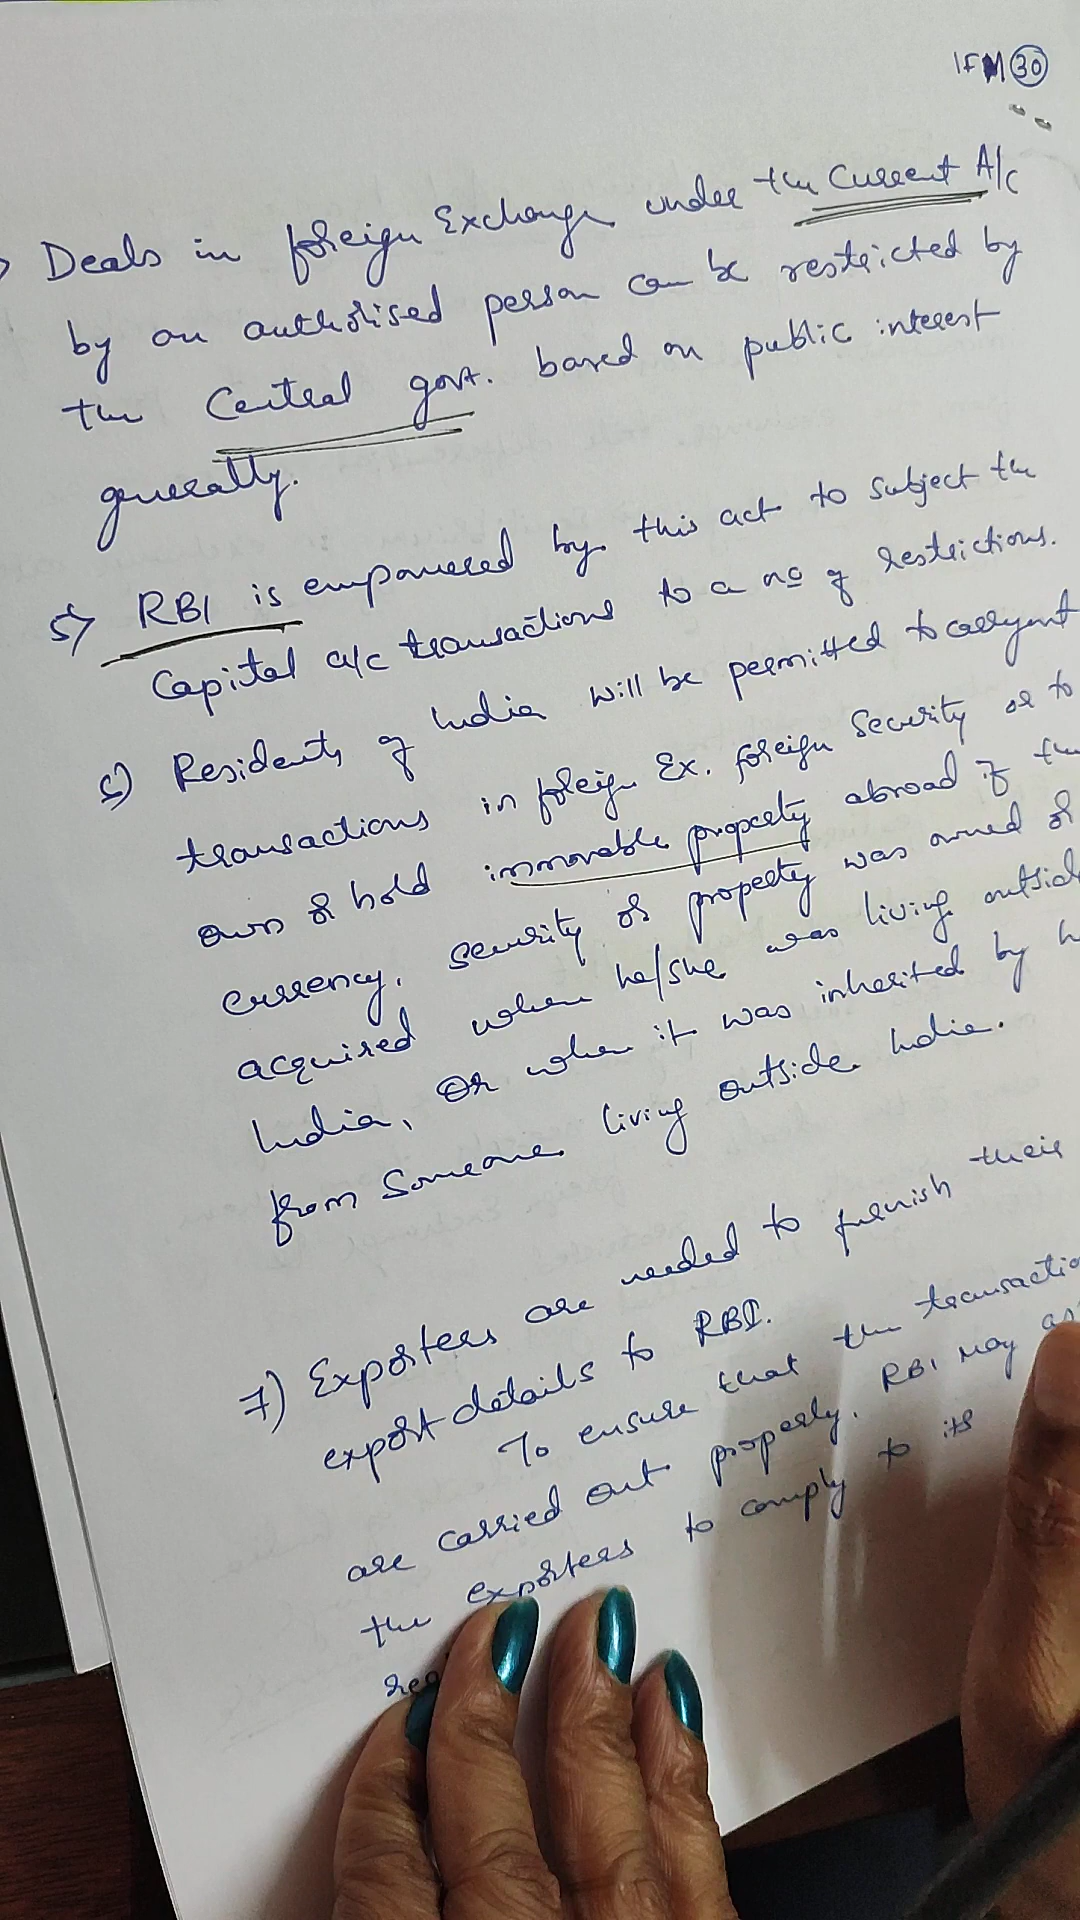 IFM 30
Deals in foreign Exchange under the Current A/c
by an authorised person can be restricted by
the Central govt. based on public interest
generally.
5) RBI is empowered by this act to subject the
Capital a/c transactions to a no of restrictions.
6) Residents of India will be permitted to carryout
transactions in foreign Ex. foreign Security or to
own or hold immovable property abroad if the
currency, security or property was owned or
acquired when he/she was living outside
India, or when it was inherited by
from Someone living outside India.
7) Exporters are needed to furnish their
export details to RBI.
To ensure that the transactio
are carried out properly. RBI may
the exporters to comply to its